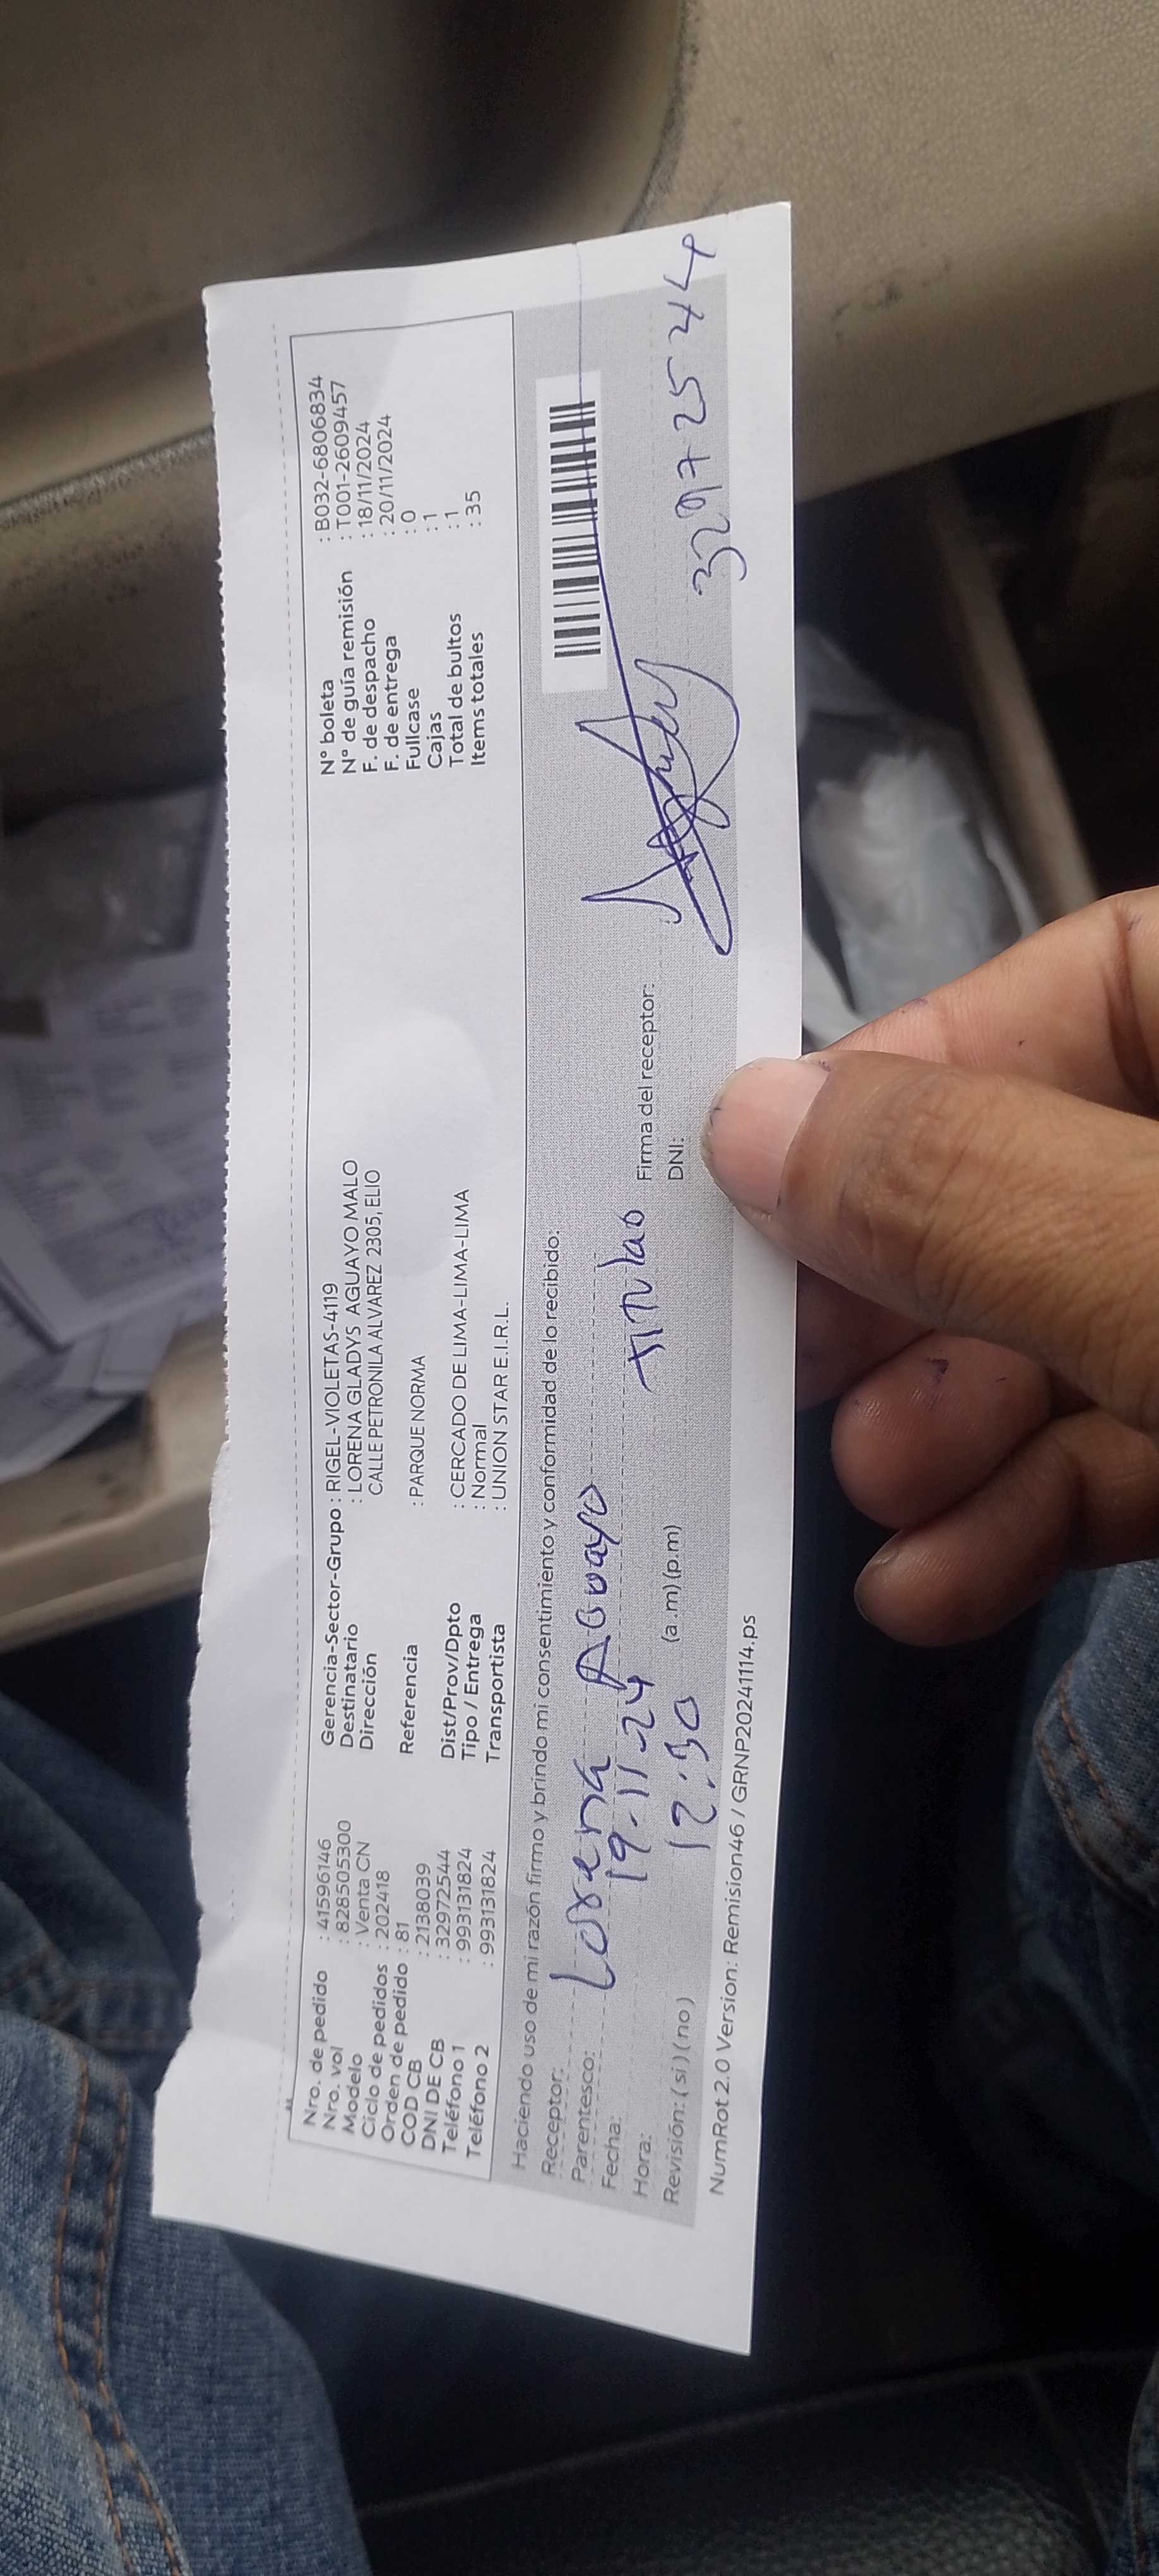 Nro. de pedido : 41596146
Nro. vol : 828505300
Modelo : Venta CN
Ciclo de pedidos : 202418
Orden de pedido : 81
COD CB : 2138039
DNI DE CB : 32972544
Teléfono 1 : 993131824
Teléfono 2 : 993131824
Gerencia-Sector-Grupo : RIGEL-VIOLETAS-4119
Destinatario : LORENA GLADYS AGUAYO MALO
Dirección CALLE PETRONILA ALVAREZ 2305, ELIO
Referencia : PARQUE NORMA
Dist/Prov/Dpto : CERCADO DE LIMA-LIMA-LIMA
Tipo / Entrega : Normal
Transportista : UNION STAR E.I.R.L.
N° boleta : B032-6806834
N° de guía remisión : T001-2609457
F. de despacho : 18/11/2024
F. de entrega : 20/11/2024
Fullcase : 0
Cajas : 1
Total de bultos : 1
Items totales : 35
Haciendo uso de mi razón firmo y brindo mi consentimiento y conformidad de lo recibido:
Receptor: Lorena Aguayo
Parentesco: Titular
Fecha: 19-11-24
Hora: 12:30 (a.m) (p.m)
Revisión: ( si ) ( no )
Firma del receptor:
DNI: 32972544
NumRot 2.0 Version: Remision46 / GRNP20241114.ps